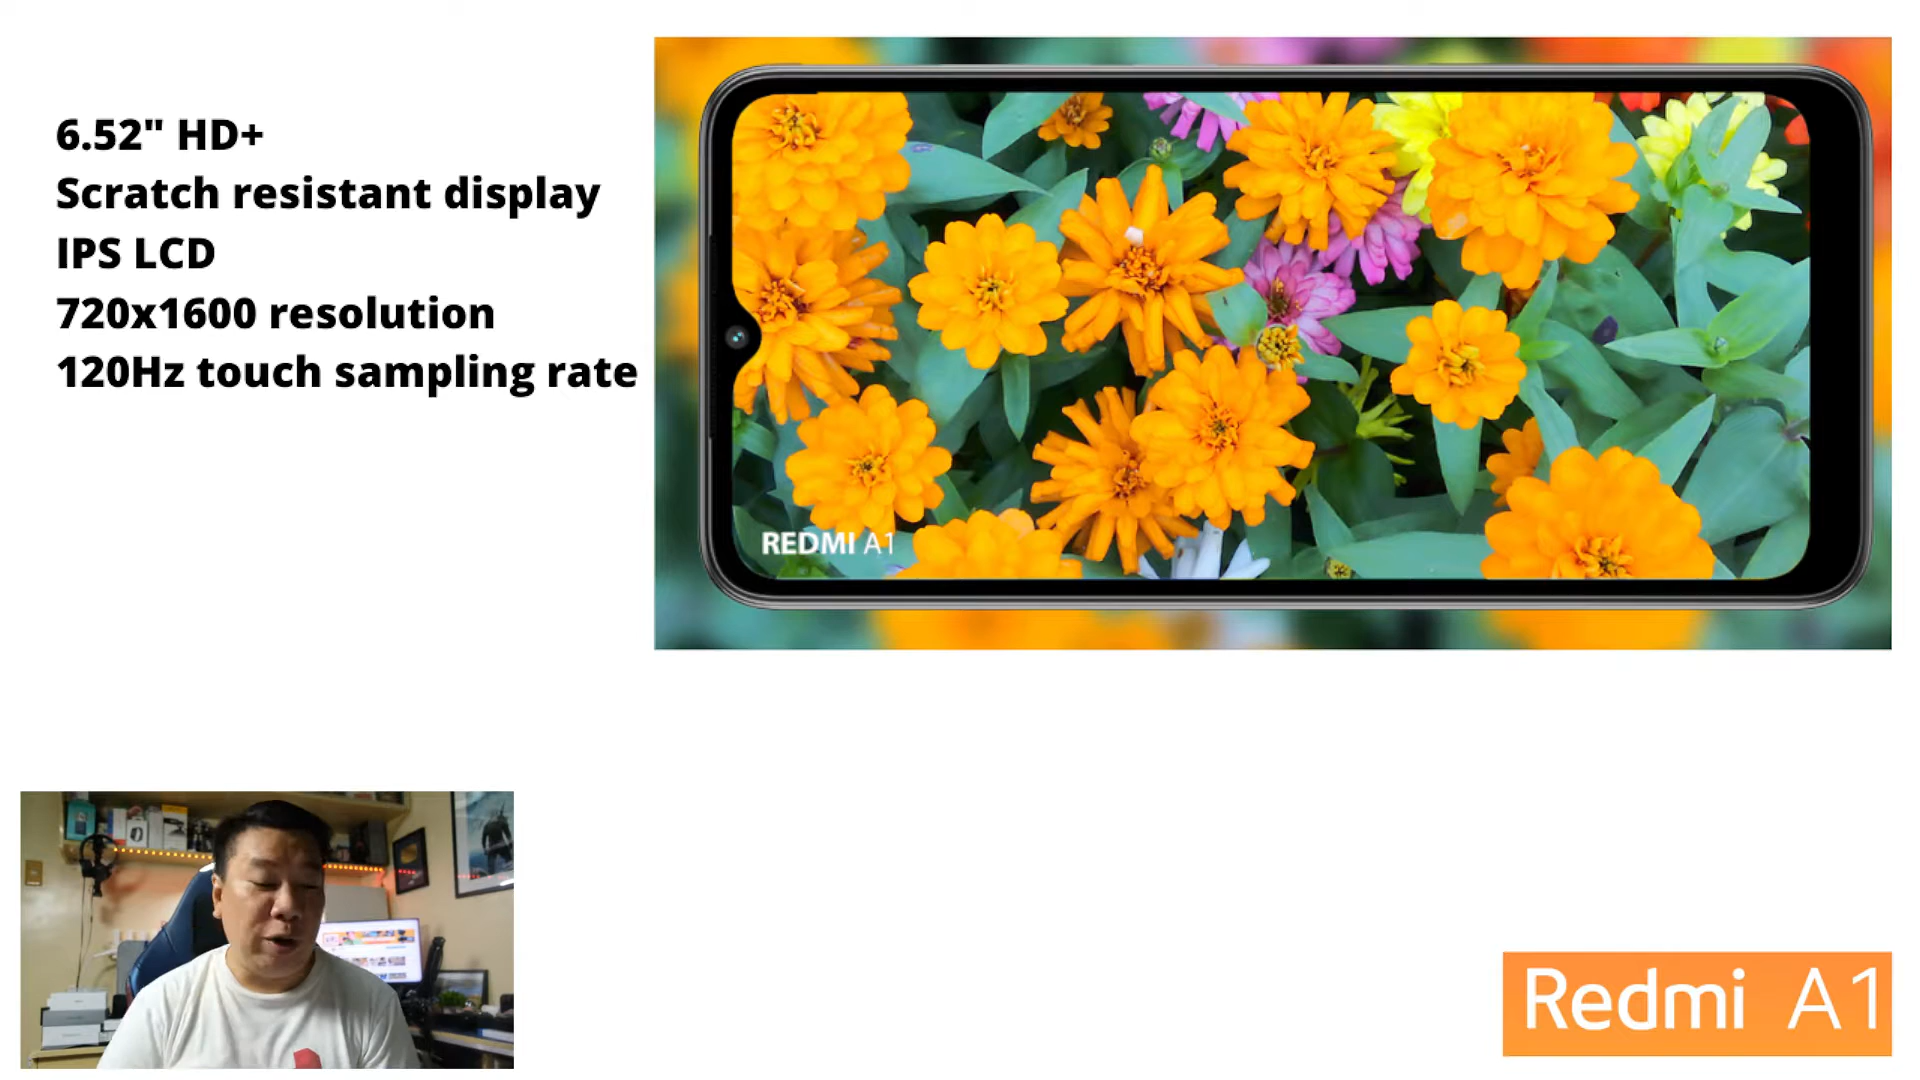 6.52" HD+
Scratch resistant display
IPS LCD
720x1600 resolution
120Hz touch sampling rate
REDMI A1
Redmi A1